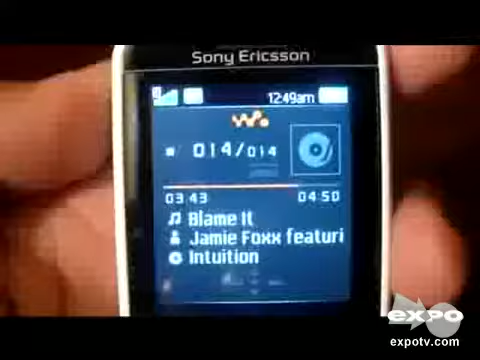 Sony Ericsson
12:49am
014/014
03:43 04:50
Blame It
Jamie Foxx featuri
Intuition
expo
expotv.com